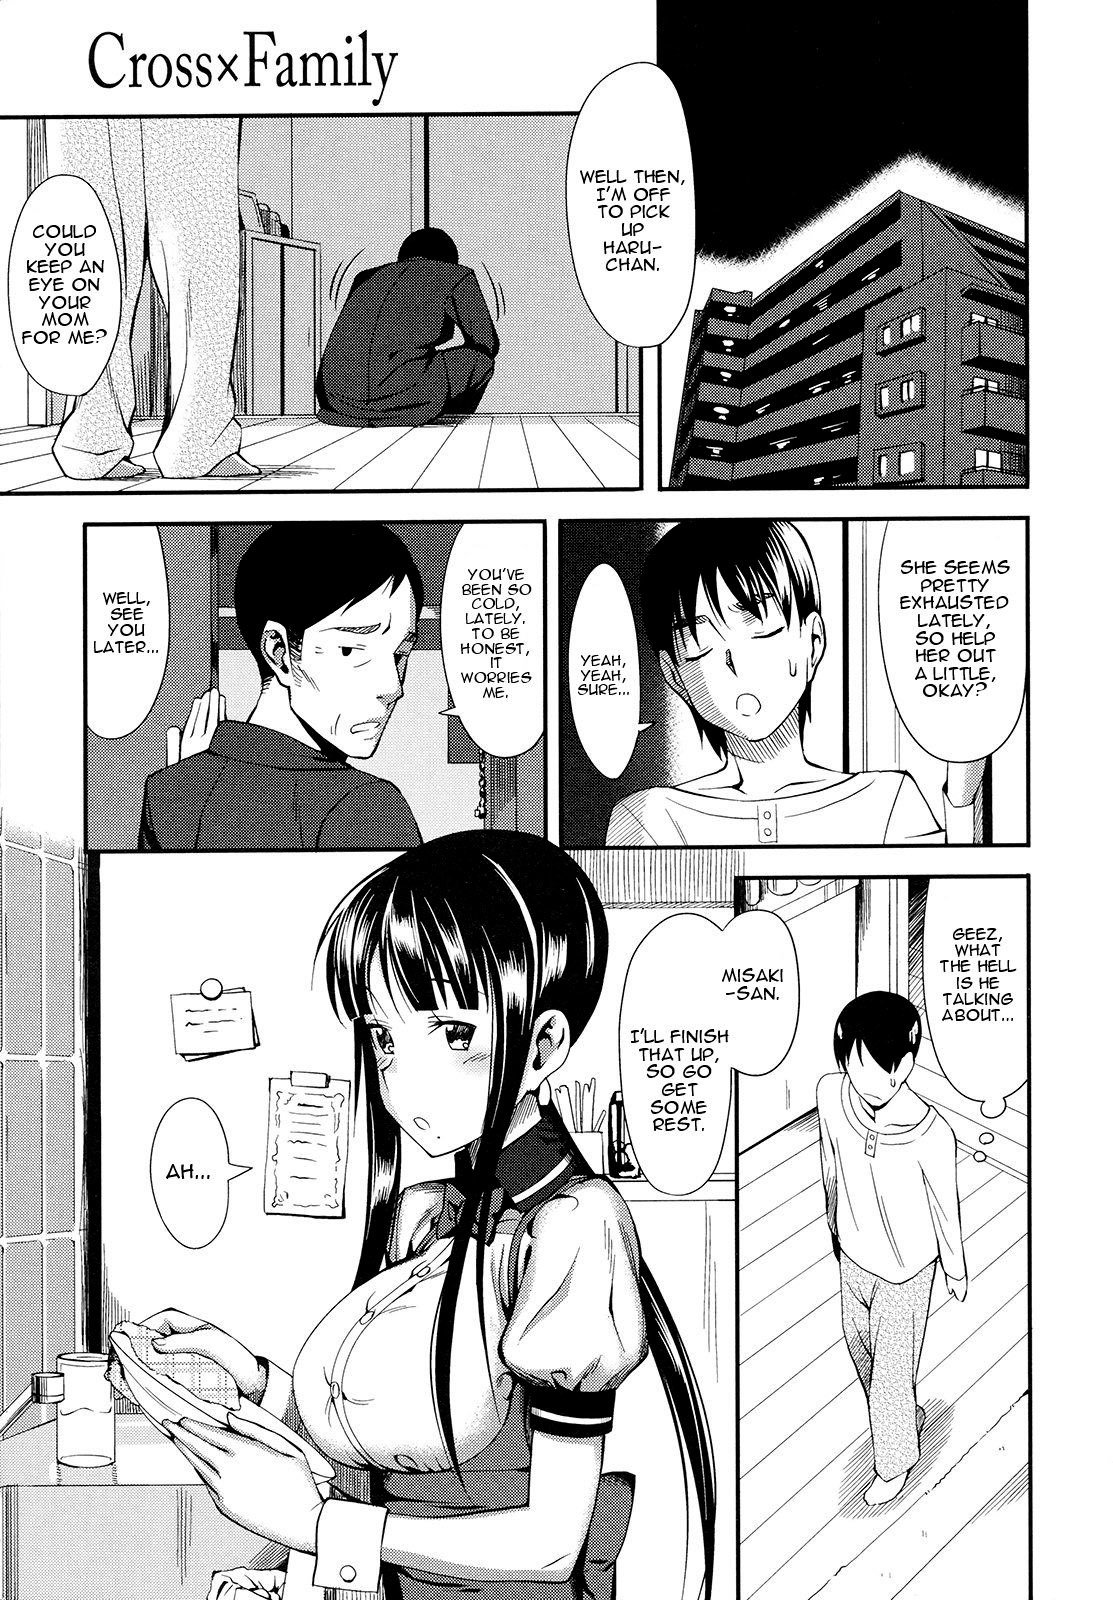 Cross×Family
WELL THEN,
I'M OFF
TO PICK
UP
HARU-
CHAN.
COULD
YOU
KEEP AN
EYE ON
YOUR
MOM
FOR ME?
SHE SEEMS
PRETTY
EXHAUSTED
LATELY,
SO HELP
HER OUT
A LITTLE,
OKAY?
YEAH,
YEAH,
SURE...
YOU'VE
BEEN SO
COLD,
LATELY.
TO BE
HONEST,
IT
WORRIES
ME.
WELL,
SEE
YOU
LATER...
GEEZ,
WHAT
THE HELL
IS HE
TALKING
ABOUT...
MISAKI
-SAN.
I'LL FINISH
THAT UP,
SO GO
GET
SOME
REST.
AH...